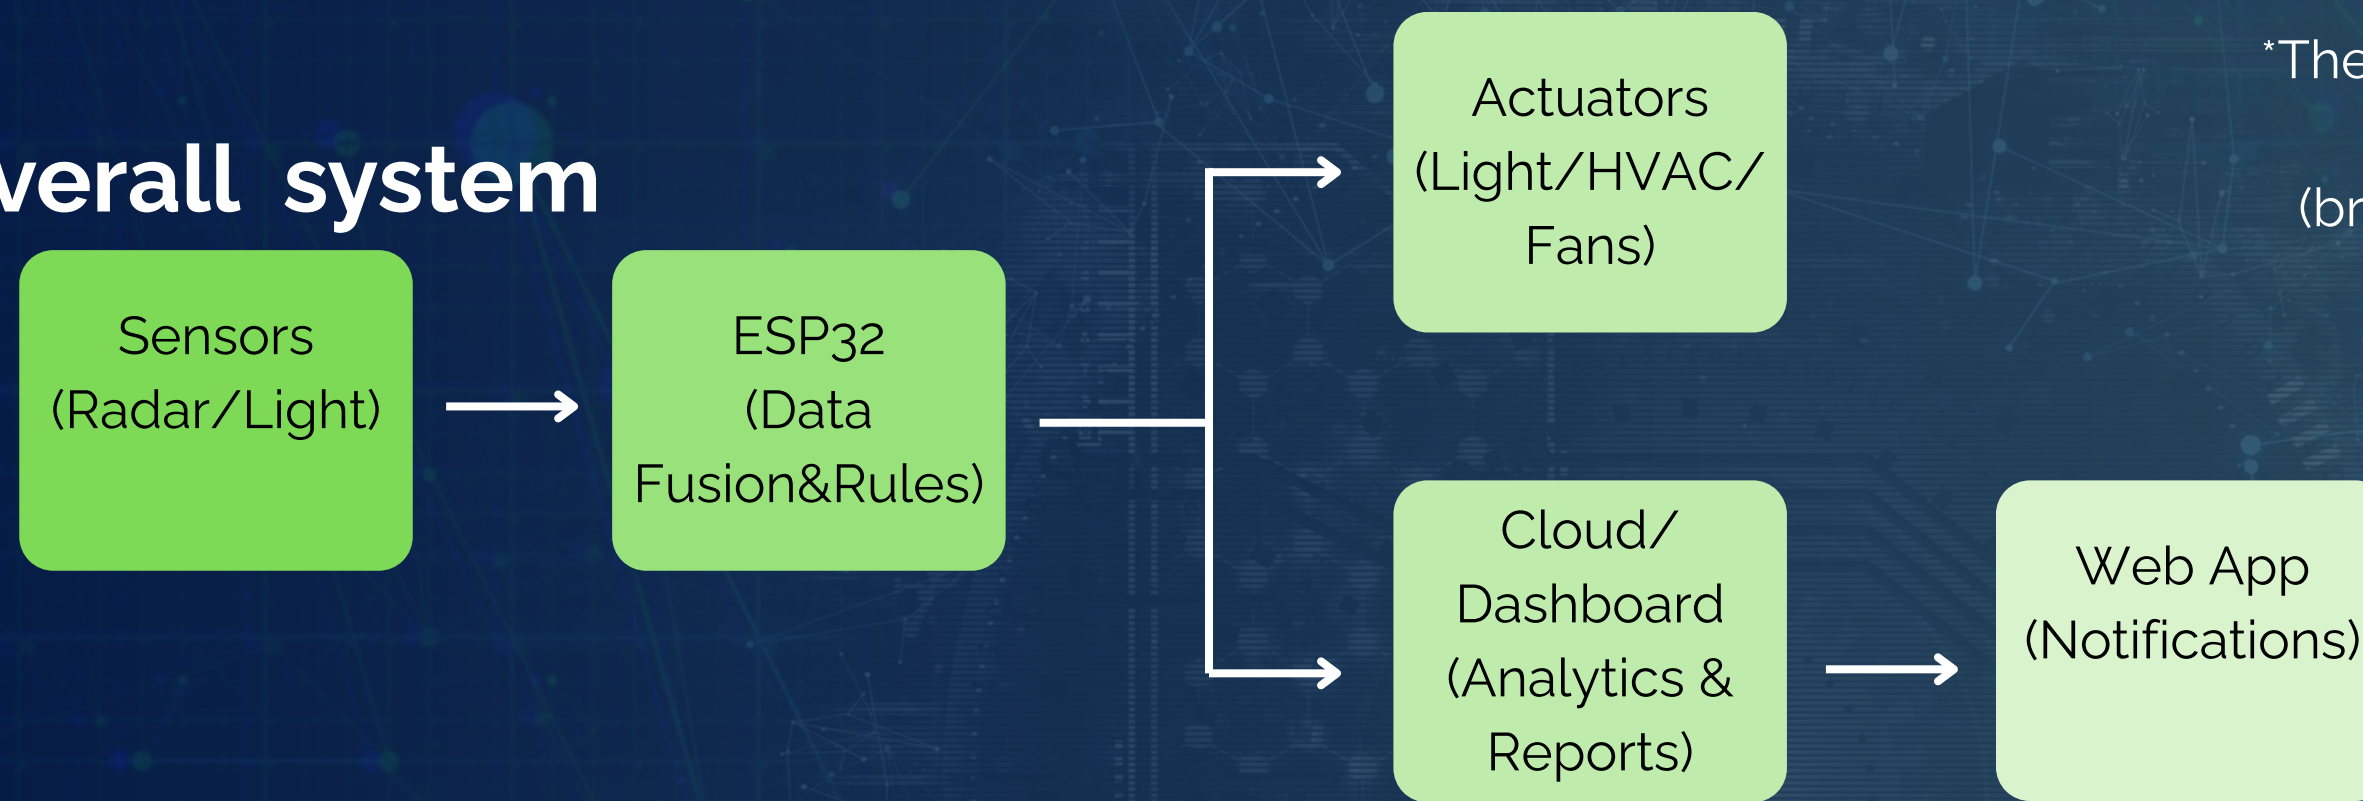 verall system
Sensors
(Radar/Light)
ESP32
(Data
Fusion&Rules)
Actuators
(Light/HVAC/
Fans)
Cloud/
Dashboard
(Analytics &
Reports)
Web App
(Notifications)
*The
(br